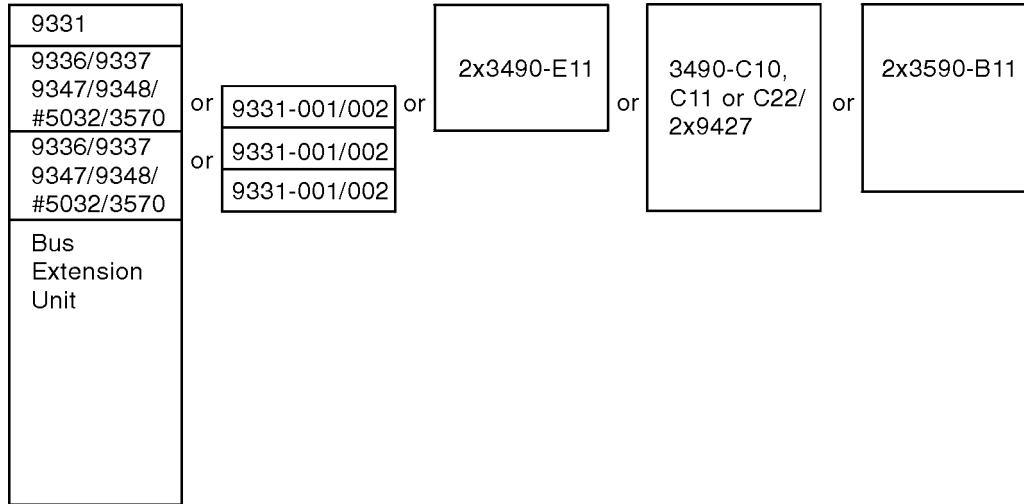 9331
9336/9337
9347/9348/
#5032/3570
9336/9337
9347/9348/
#5032/3570
Bus
Extension
Unit
or
or
9331-001/002
9331-001/002
9331-001/002
or
2x3490-E11
or
3490-C10,
C11 or C22/
2x9427
or
2x3590-B11